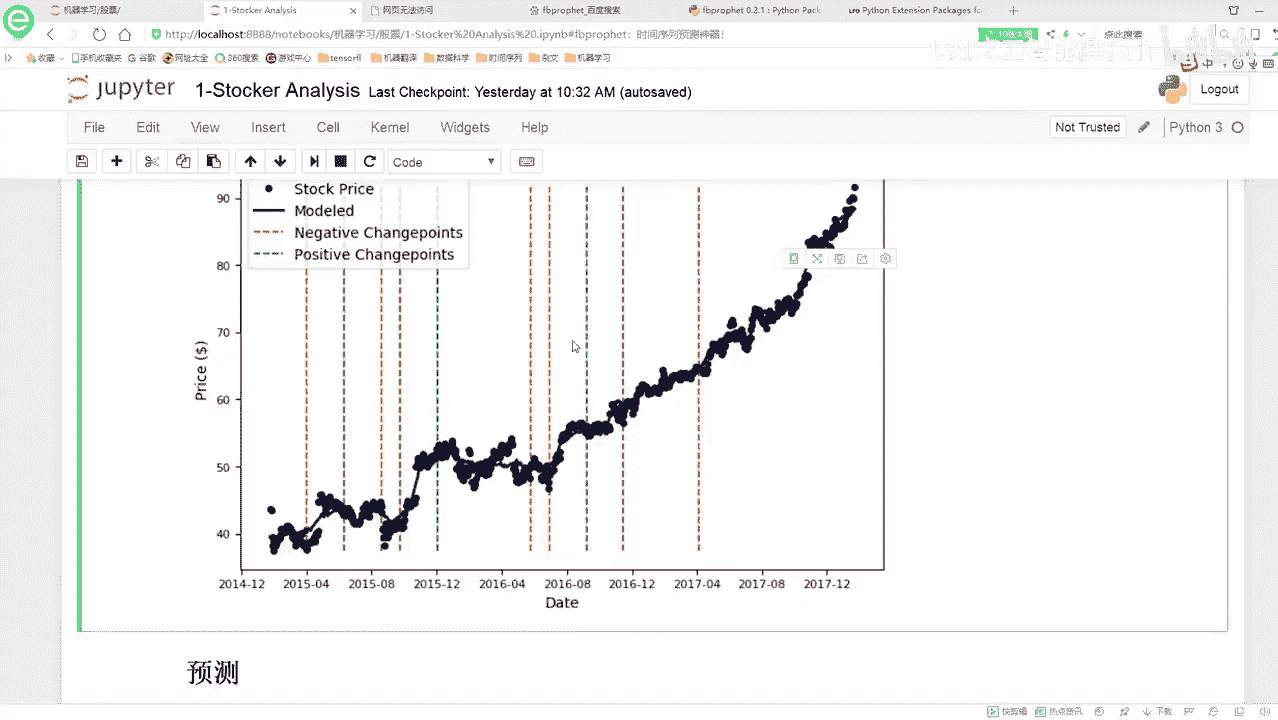 机器学习/股票/
1-Stocker Analysis
网页无法访问
fbprophet_百度搜索
fbprophet 0.2.1 : Python Pack
Python Extension Packages fo
http://localhost:8888/notebooks/机器学习/股票/1-Stocker%20Analysis%20.ipynb#fbprophet：时间序列预测神器！
点此搜索
收藏 手机收藏夹 谷歌 网址大全 360搜索 游戏中心 tensorfl 机器翻译 数据科学 时间序列 杂文 机器学习
jupyter 1-Stocker Analysis Last Checkpoint: Yesterday at 10:32 AM (autosaved)
Logout
File Edit View Insert Cell Kernel Widgets Help
Not Trusted
Python 3
Code
Stock Price
Modeled
Negative Changepoints
Positive Changepoints
90
80
70
60
50
40
Price ($)
2014-12 2015-04 2015-08 2015-12 2016-04 2016-08 2016-12 2017-04 2017-08 2017-12
Date
预测
快剪辑 热点资讯 下载